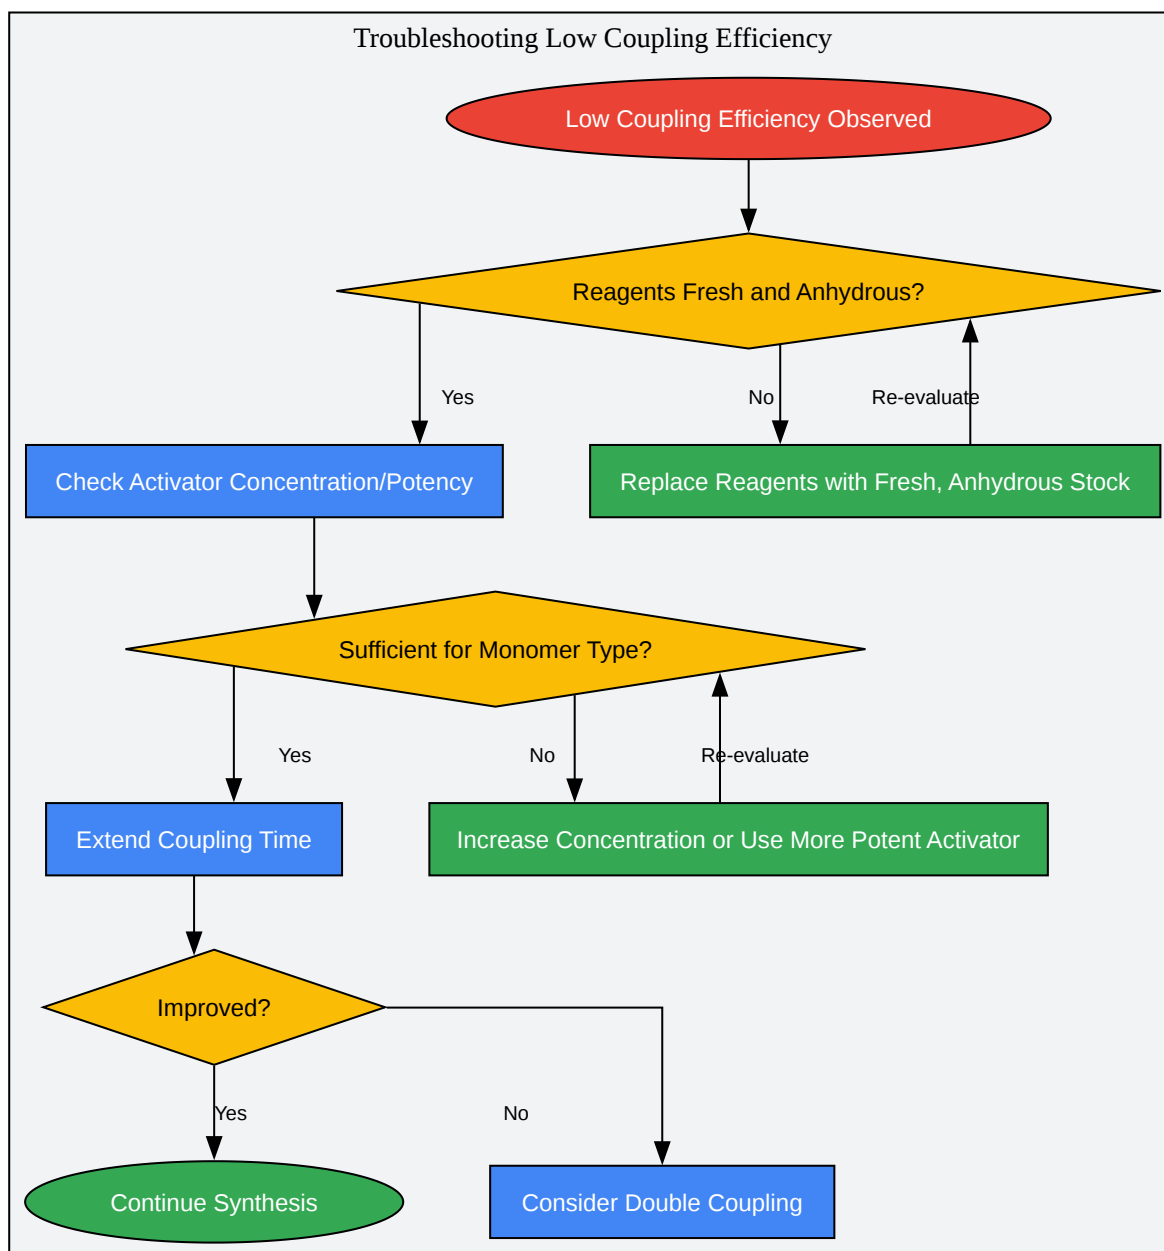 Troubleshooting Low Coupling Efficiency
Low Coupling Efficiency Observed
Reagents Fresh and Anhydrous?
Yes
No
Re-evaluate
Check Activator Concentration/Potency
Replace Reagents with Fresh, Anhydrous Stock
Sufficient for Monomer Type?
Yes
No
Re-evaluate
Extend Coupling Time
Increase Concentration or Use More Potent Activator
Improved?
Yes
No
Continue Synthesis
Consider Double Coupling